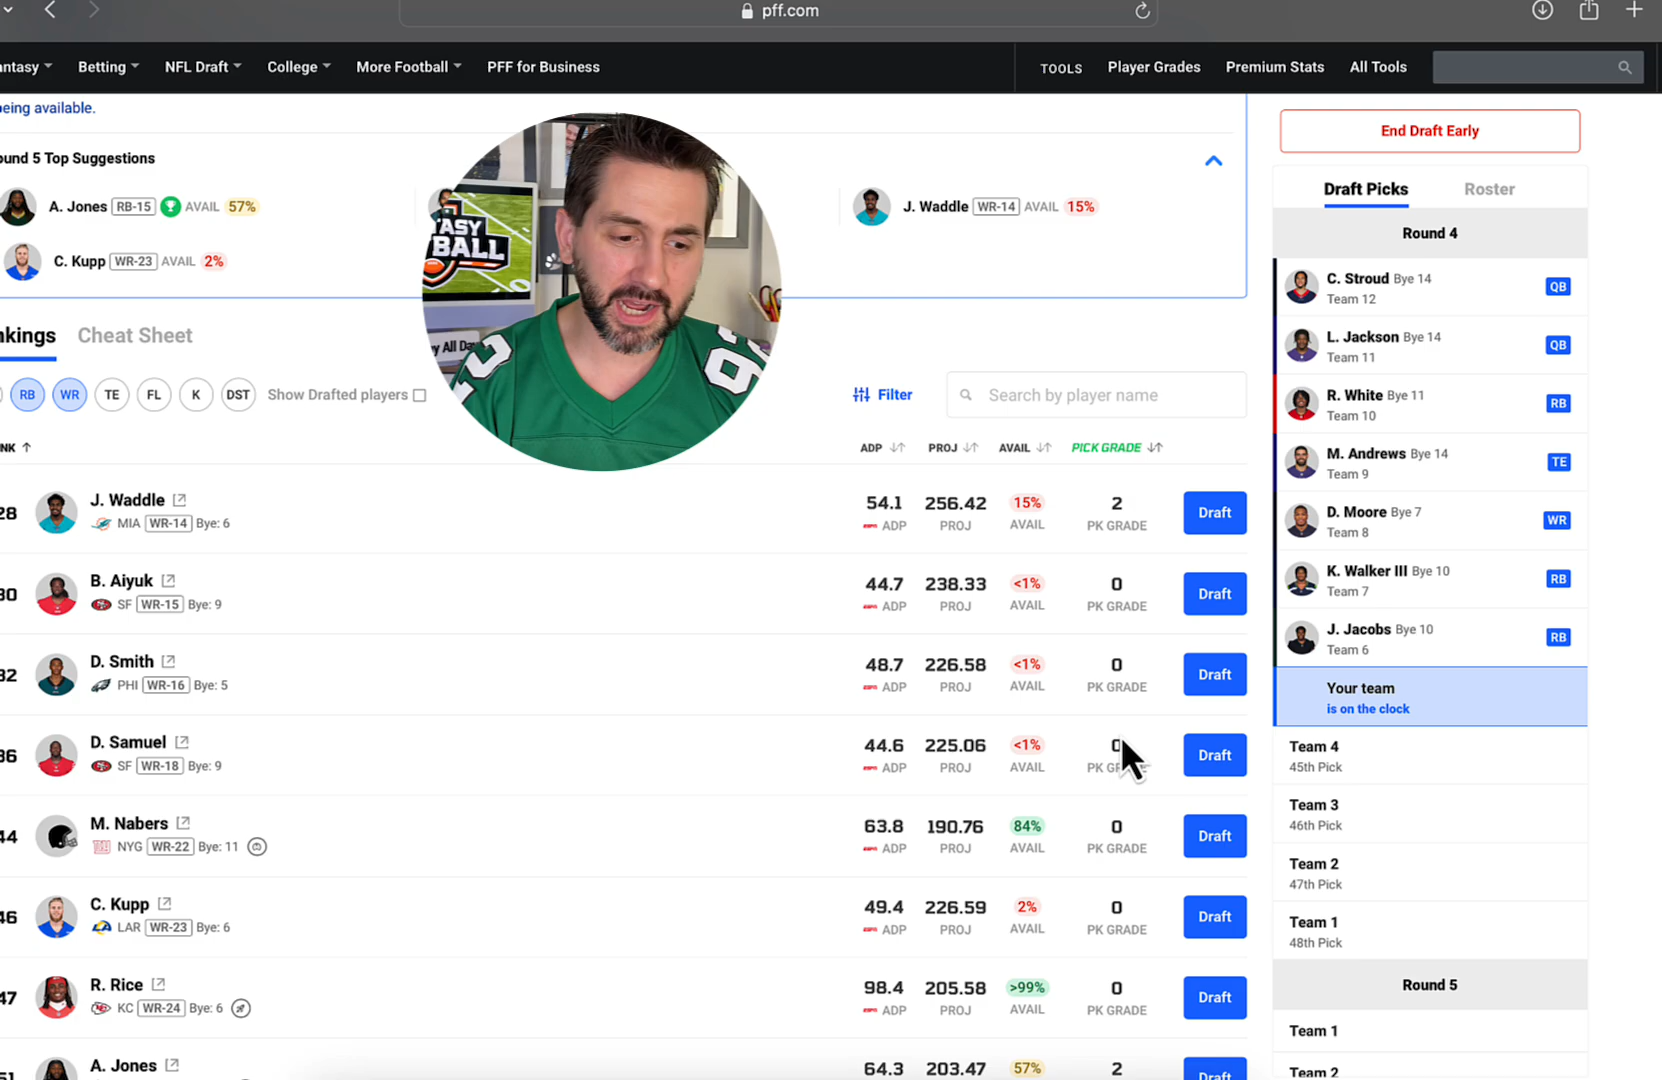 pff.com
antasy
Betting
NFL Draft
College
More Football
PFF for Business
TOOLS
Player Grades
Premium Stats
All Tools
being available.
ound 5 Top Suggestions
A. Jones RB-15 AVAIL 57%
J. Waddle WR-14 AVAIL 15%
C. Kupp WR-23 AVAIL 2%
ASY
BALL
y All Da
92
nkings
Cheat Sheet
RB WR TE FL K DST Show Drafted players
Filter
Search by player name
NK ADP PROJ AVAIL PICK GRADE
28 J. Waddle 54.1 256.42 15% 2 Draft
MIA WR-14 Bye: 6 ADP PROJ AVAIL PK GRADE
30 B. Aiyuk 44.7 238.33 <1% 0 Draft
SF WR-15 Bye: 9 ADP PROJ AVAIL PK GRADE
32 D. Smith 48.7 226.58 <1% 0 Draft
PHI WR-16 Bye: 5 ADP PROJ AVAIL PK GRADE
36 D. Samuel 44.6 225.06 <1% 0 Draft
SF WR-18 Bye: 9 ADP PROJ AVAIL PK GR
44 M. Nabers 63.8 190.76 84% 0 Draft
NYG WR-22 Bye: 11 ADP PROJ AVAIL PK GRADE
46 C. Kupp 49.4 226.59 2% 0 Draft
LAR WR-23 Bye: 6 ADP PROJ AVAIL PK GRADE
47 R. Rice 98.4 205.58 >99% 0 Draft
KC WR-24 Bye: 6 ADP PROJ AVAIL PK GRADE
51 A. Jones 64.3 203.47 57% 2 Draft
End Draft Early
Draft Picks Roster
Round 4
C. Stroud Bye 14 QB
Team 12
L. Jackson Bye 14 QB
Team 11
R. White Bye 11 RB
Team 10
M. Andrews Bye 14 TE
Team 9
D. Moore Bye 7 WR
Team 8
K. Walker III Bye 10 RB
Team 7
J. Jacobs Bye 10 RB
Team 6
Your team
is on the clock
Team 4
45th Pick
Team 3
46th Pick
Team 2
47th Pick
Team 1
48th Pick
Round 5
Team 1
Team 2